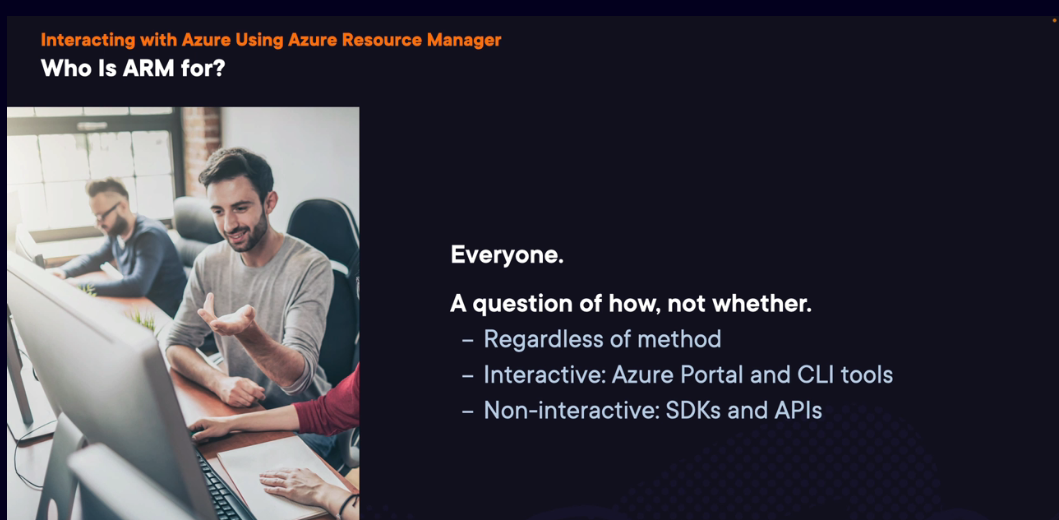 Interacting with Azure Using Azure Resource Manager
Who Is ARM for?
Everyone.
A question of how, not whether.
– Regardless of method
– Interactive: Azure Portal and CLI tools
– Non-interactive: SDKs and APIs